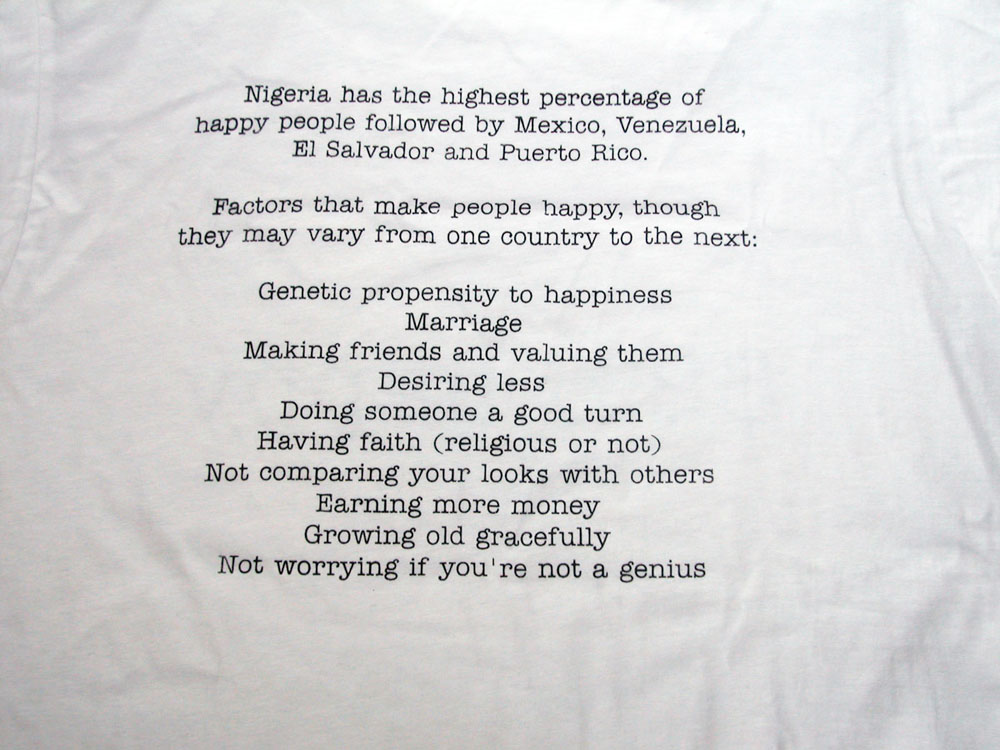 Nigeria has the highest percentage of
happy people followed by Mexico, Venezuela,
El Salvador and Puerto Rico.
Factors that make people happy, though
they may vary from one country to the next:
Genetic propensity to happiness
Marriage
Making friends and valuing them
Desiring less
Doing someone a good turn
Having faith (religious or not)
Not comparing your looks with others
Earning more money
Growing old gracefully
Not worrying if you're not a genius